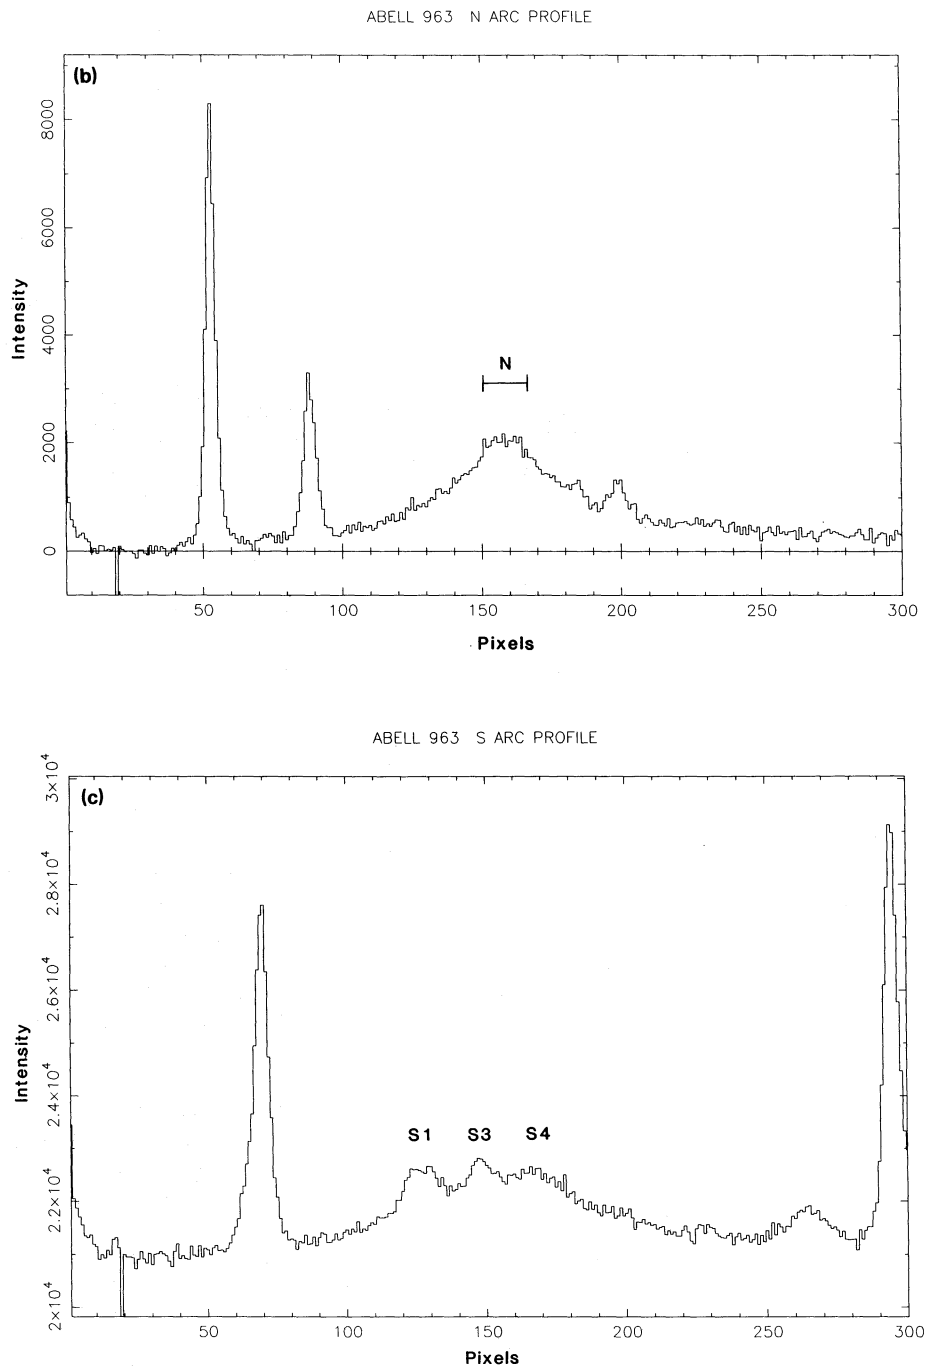 ABELL 963 N ARC PROFILE
(b)
8000
6000
4000
2000
0
Intensity
N
50 100 150 200 250 300
Pixels
ABELL 963 S ARC PROFILE
(c)
3×10⁴
2.8×10⁴
2.6×10⁴
2.4×10⁴
2.2×10⁴
2×10⁴
Intensity
S1 S3 S4
50 100 150 200 250 300
Pixels